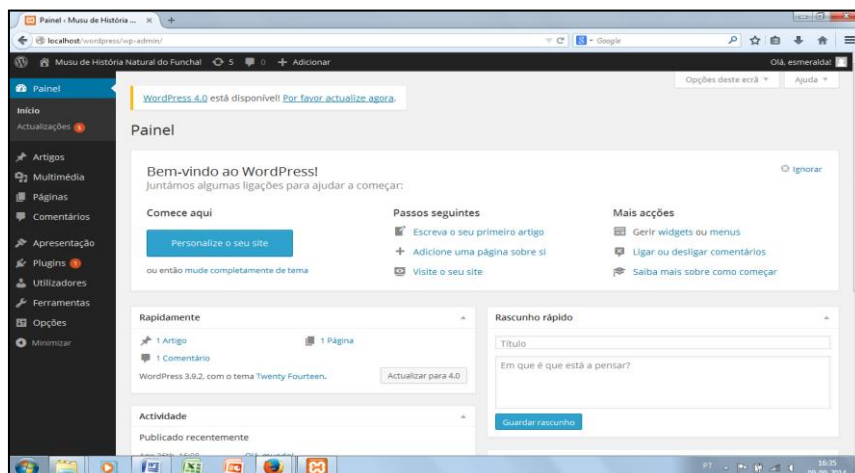 Painel ‹ Musu de História ...
localhost/wordpress/wp-admin/
Google
Musu de História Natural do Funchal 5 0 + Adicionar
Olá, esmeralda!
Opções deste ecrã
Ajuda
Painel
Início
Actualizações 5
Artigos
Multimédia
Páginas
Comentários
Apresentação
Plugins 1
Utilizadores
Ferramentas
Opções
Minimizar
WordPress 4.0 está disponível! Por favor actualize agora.
Painel
Bem-vindo ao WordPress!
Ignorar
Juntámos algumas ligações para ajudar a começar:
Comece aqui
Personalize o seu site
ou então mude completamente de tema
Passos seguintes
Escreva o seu primeiro artigo
Adicione uma página sobre si
Visite o seu site
Mais acções
Gerir widgets ou menus
Ligar ou desligar comentários
Saiba mais sobre como começar
Rapidamente
1 Artigo
1 Página
1 Comentário
WordPress 3.9.2, com o tema Twenty Fourteen.
Actualizar para 4.0
Actividade
Publicado recentemente
Rascunho rápido
Título
Em que é que está a pensar?
Guardar rascunho
PT
16:35